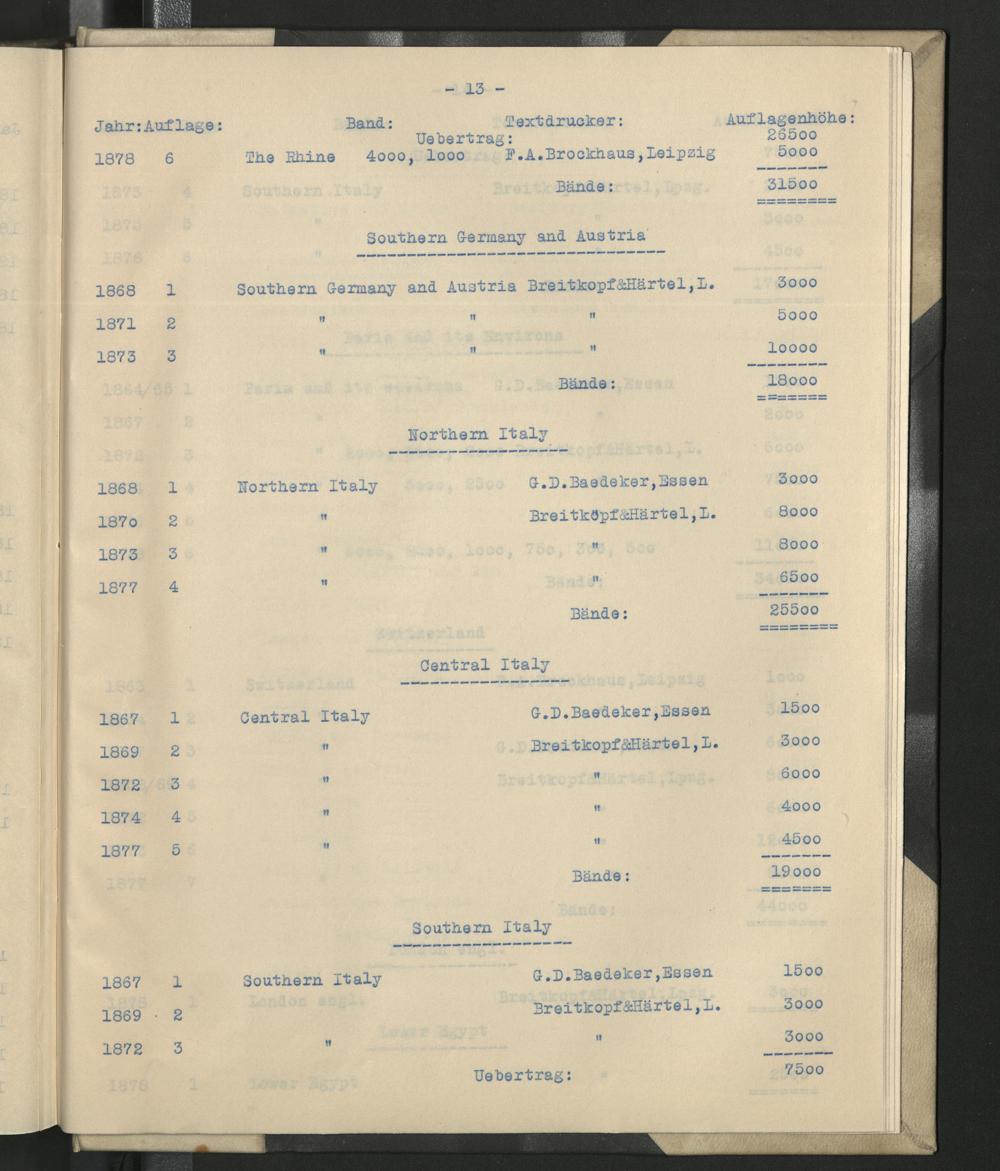 - 13 -
Jahr:Auflage: Band: Textdrucker: Auflagenhöhe:
Uebertrag: 26500
1878 6 The Rhine 4000, 1000 F.A.Brockhaus,Leipzig 5000
Bände: 31500
Southern Germany and Austria
1868 1 Southern Germany and Austria Breitkopf&Härtel,L. 3000
1871 2 " " " 5000
1873 3 " " " 10000
Bände: 18000
Northern Italy
1868 1 Northern Italy G.D.Baedeker,Essen 3000
1870 2 " Breitköpf&Härtel,L. 8000
1873 3 " " 8000
1877 4 " " 6500
Bände: 25500
Central Italy
1867 1 Central Italy G.D.Baedeker,Essen 1500
1869 2 " Breitkopf&Härtel,L. 3000
1872 3 " " 6000
1874 4 " " 4000
1877 5 " " 4500
Bände: 19000
Southern Italy
1867 1 Southern Italy G.D.Baedeker,Essen 1500
1869 2 Breitkopf&Härtel,L. 3000
1872 3 " " 3000
Uebertrag: 7500